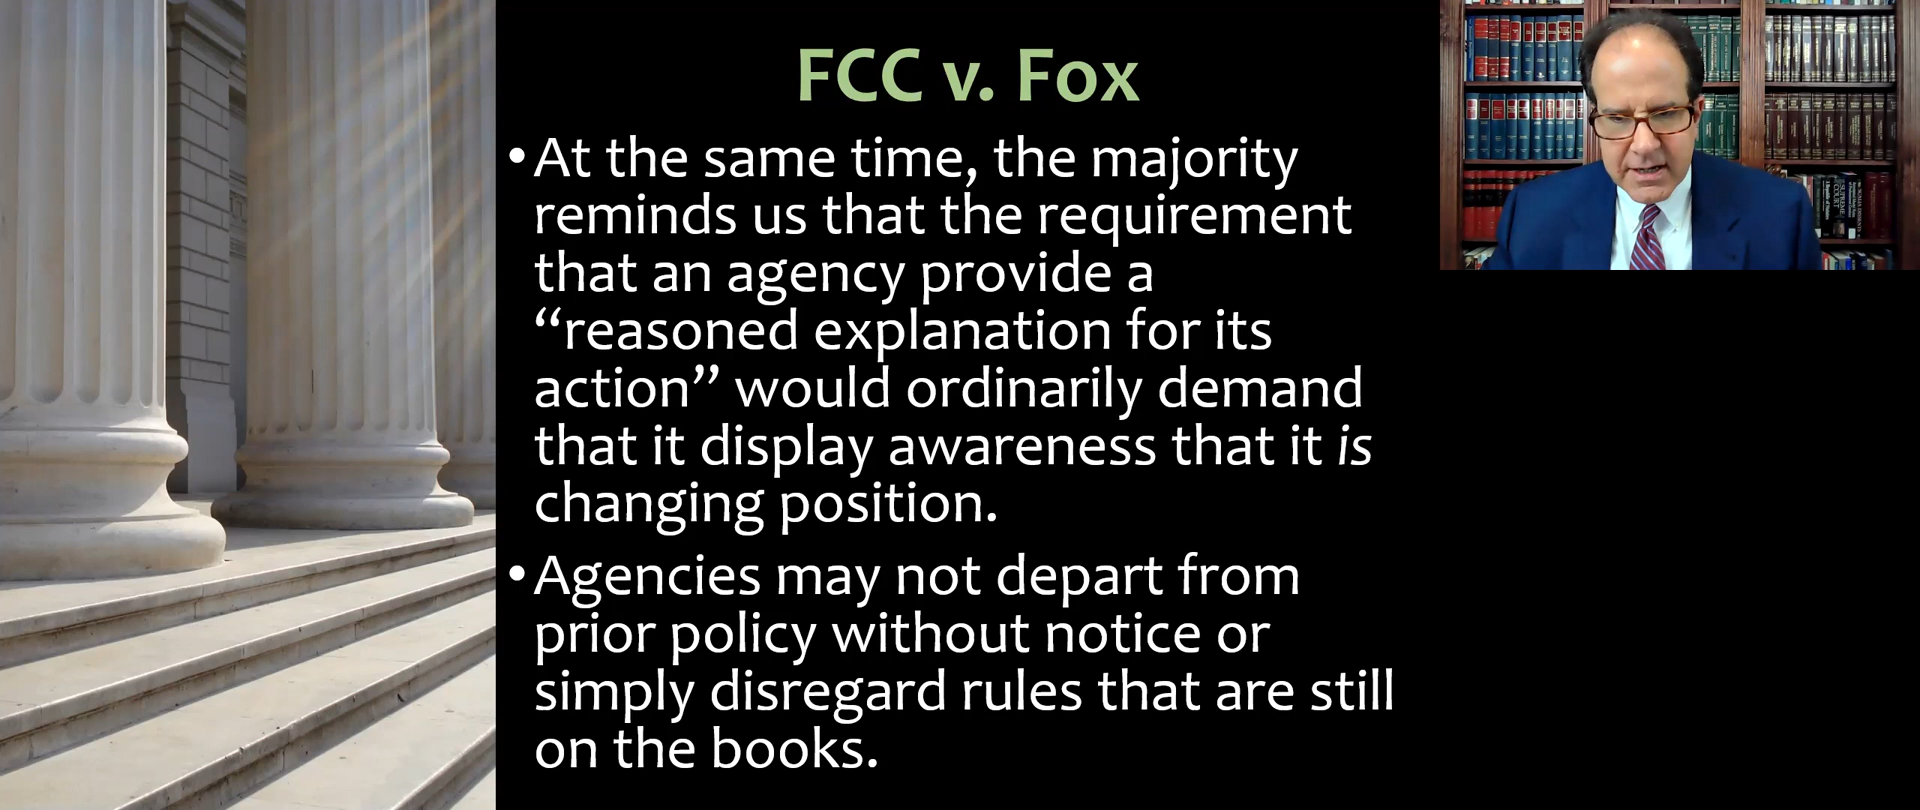 FCC v. Fox
• At the same time, the majority
reminds us that the requirement
that an agency provide a
“reasoned explanation for its
action” would ordinarily demand
that it display awareness that it is
changing position.
• Agencies may not depart from
prior policy without notice or
simply disregard rules that are still
on the books.
SUPREME
COURT